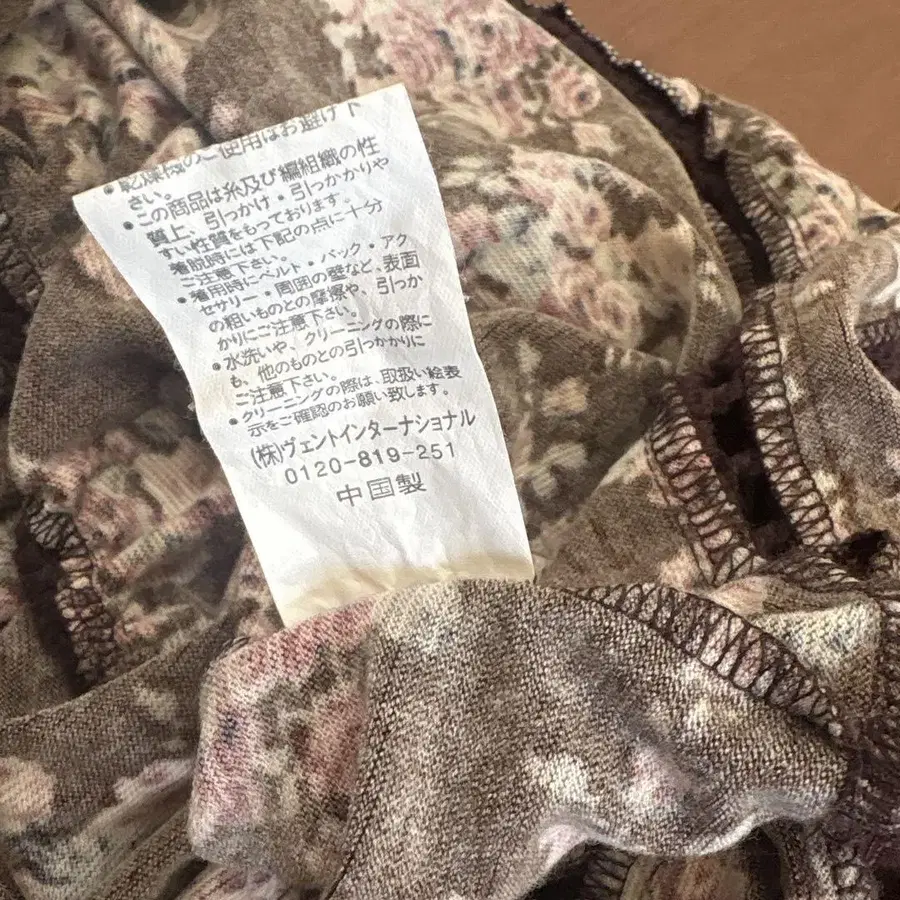 ・乾燥機のご使用はお避け下
さい。
・この商品は糸及び編組織の性
質上、引っかけ・引っかかりや
すい性質をもっております。
着脱時には下記の点に十分
ご注意下さい。
・着用時にベルト・バック・アク
セサリー・周囲の壁など、表面
の粗いものとの摩擦や、引っか
かりにご注意下さい。
・水洗いや、クリーニングの際に
も、他のものとの引っかかりに
ご注意下さい。
・クリーニングの際は、取扱い絵表
示をご確認のお願い致します。
(株)ヴェントインターナショナル
0120-819-251
中国製